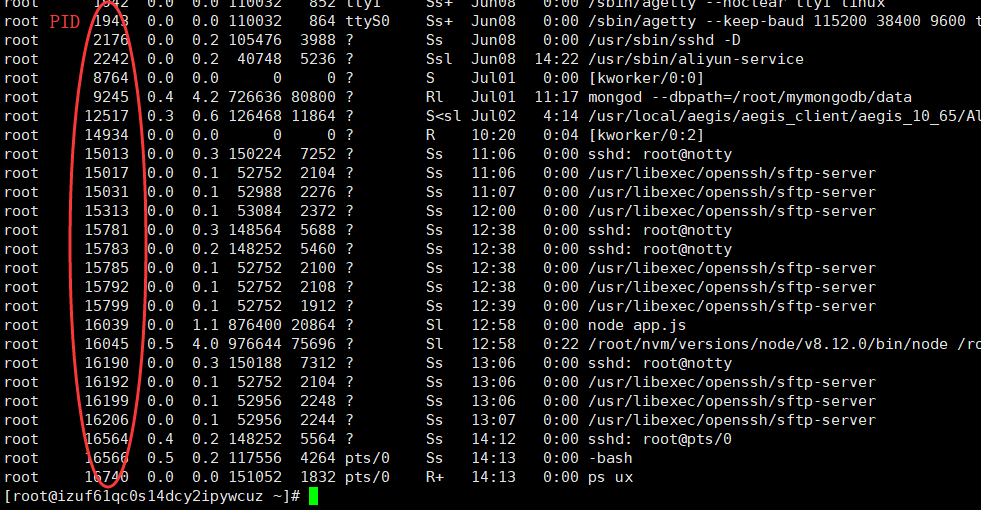 root 1942 0.0 0.0 110032 852 tty1 Ss+ Jun08 0:00 /sbin/agetty --noclear tty1 linux
PID
root 1943 0.0 0.0 110032 864 ttyS0 Ss+ Jun08 0:00 /sbin/agetty --keep-baud 115200 38400 9600 t
root 2176 0.0 0.2 105476 3988 ? Ss Jun08 0:00 /usr/sbin/sshd -D
root 2242 0.0 0.2 40748 5236 ? Ssl Jun08 14:22 /usr/sbin/aliyun-service
root 8764 0.0 0.0 0 0 ? S Jul01 0:00 [kworker/0:0]
root 9245 0.4 4.2 726636 80800 ? Rl Jul01 11:17 mongod --dbpath=/root/mymongodb/data
root 12517 0.3 0.6 126468 11864 ? S<sl Jul02 4:14 /usr/local/aegis/aegis_client/aegis_10_65/Al
root 14934 0.0 0.0 0 0 ? R 10:20 0:04 [kworker/0:2]
root 15013 0.0 0.3 150224 7252 ? Ss 11:06 0:00 sshd: root@notty
root 15017 0.0 0.1 52752 2104 ? Ss 11:06 0:00 /usr/libexec/openssh/sftp-server
root 15031 0.0 0.1 52988 2276 ? Ss 11:07 0:00 /usr/libexec/openssh/sftp-server
root 15313 0.0 0.1 53084 2372 ? Ss 12:00 0:00 /usr/libexec/openssh/sftp-server
root 15781 0.0 0.3 148564 5688 ? Ss 12:38 0:00 sshd: root@notty
root 15783 0.0 0.2 148252 5460 ? Ss 12:38 0:00 sshd: root@notty
root 15785 0.0 0.1 52752 2100 ? Ss 12:38 0:00 /usr/libexec/openssh/sftp-server
root 15792 0.0 0.1 52752 2108 ? Ss 12:38 0:00 /usr/libexec/openssh/sftp-server
root 15799 0.0 0.1 52752 1912 ? Ss 12:39 0:00 /usr/libexec/openssh/sftp-server
root 16039 0.0 1.1 876400 20864 ? Sl 12:58 0:00 node app.js
root 16045 0.5 4.0 976644 75696 ? Sl 12:58 0:22 /root/nvm/versions/node/v8.12.0/bin/node /ro
root 16190 0.0 0.3 150188 7312 ? Ss 13:06 0:00 sshd: root@notty
root 16192 0.0 0.1 52752 2104 ? Ss 13:06 0:00 /usr/libexec/openssh/sftp-server
root 16199 0.0 0.1 52956 2248 ? Ss 13:06 0:00 /usr/libexec/openssh/sftp-server
root 16206 0.0 0.1 52956 2244 ? Ss 13:07 0:00 /usr/libexec/openssh/sftp-server
root 16564 0.4 0.2 148252 5564 ? Ss 14:12 0:00 sshd: root@pts/0
root 16566 0.5 0.2 117556 4264 pts/0 Ss 14:13 0:00 -bash
root 16740 0.0 0.0 151052 1832 pts/0 R+ 14:13 0:00 ps ux
[root@izuf61qc0s14dcy2ipywcuz ~]#